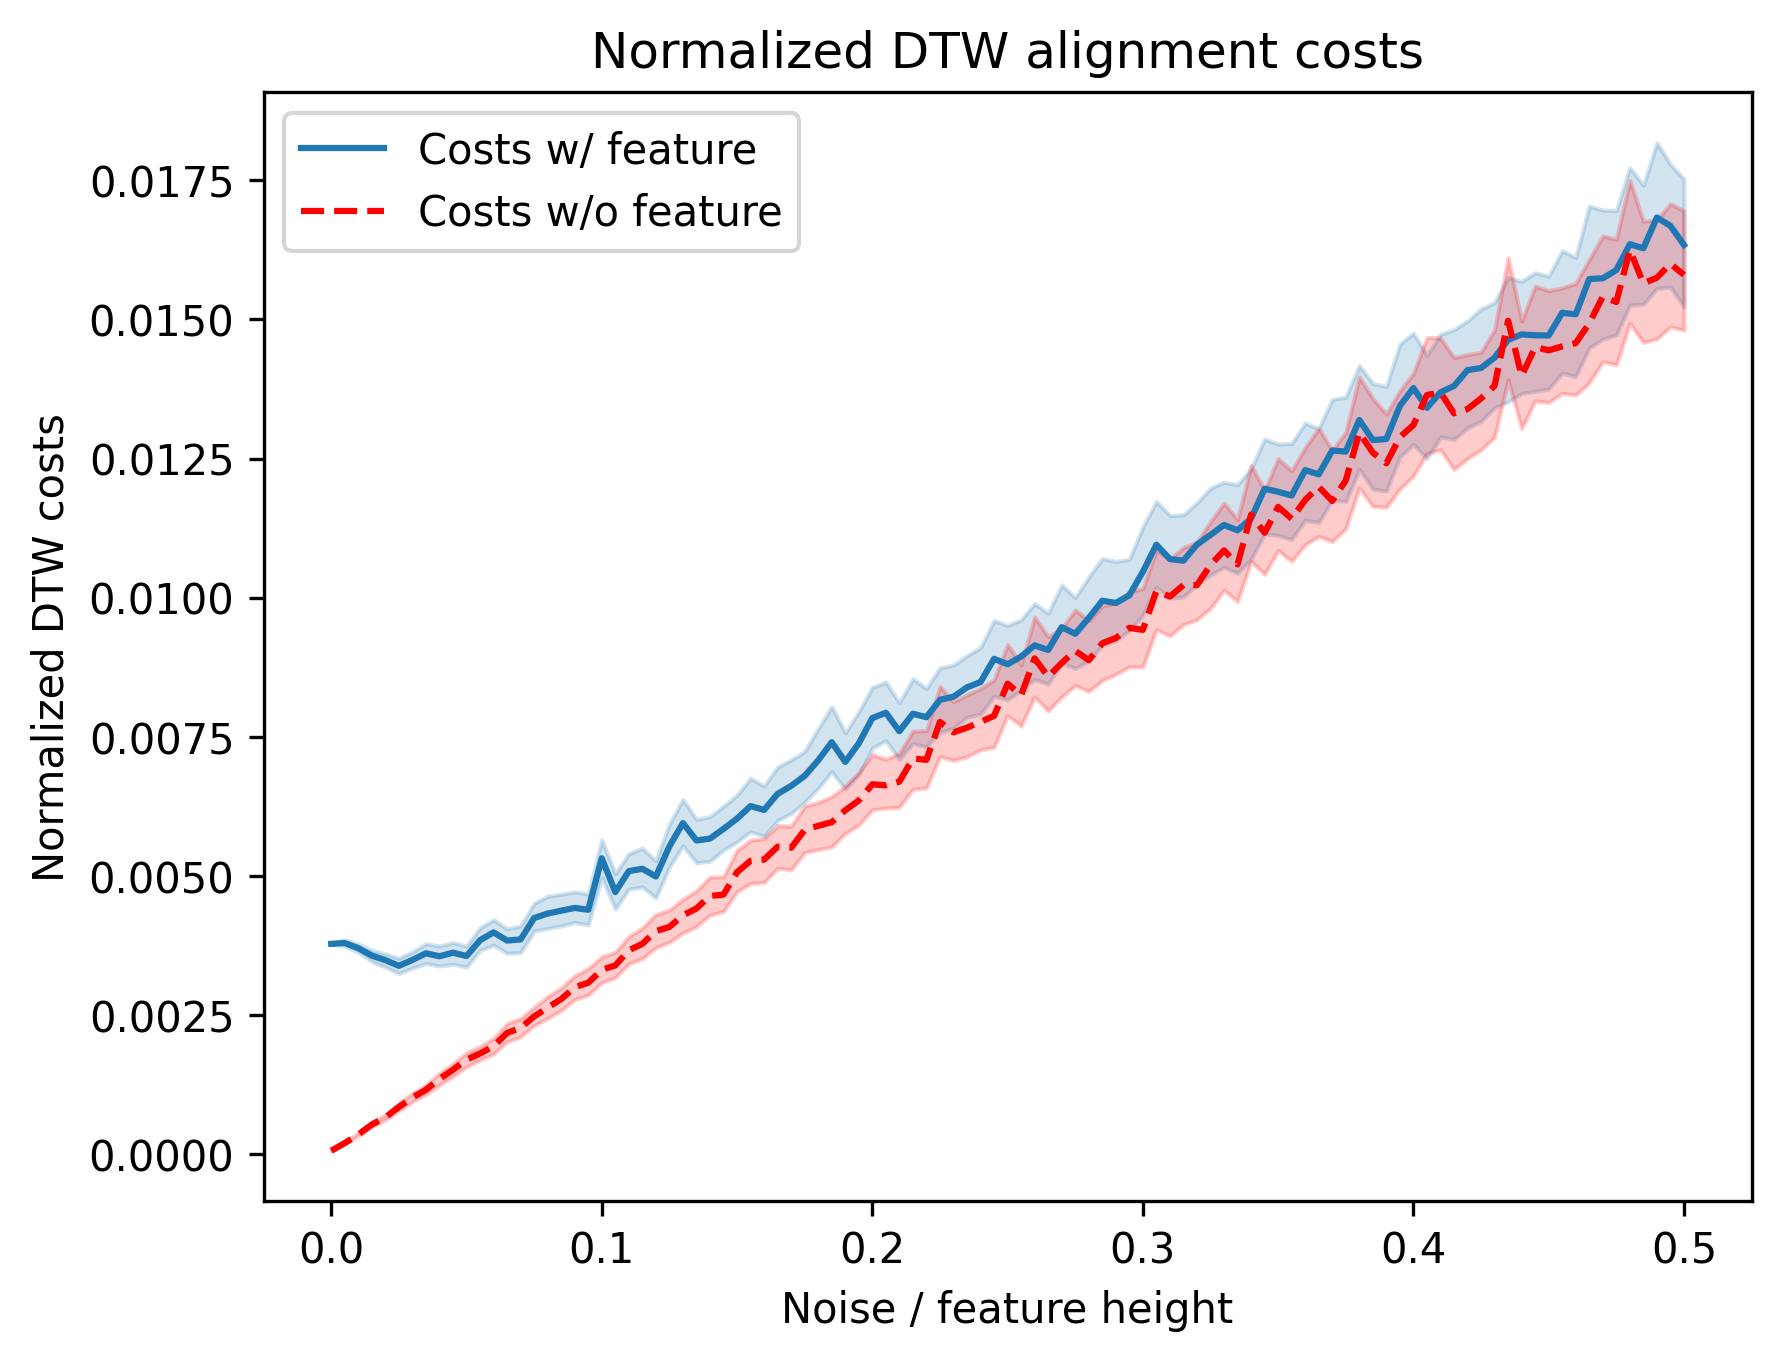 Normalized DTW alignment costs
Costs w/ feature
Costs w/o feature
Normalized DTW costs
0.0175
0.0150
0.0125
0.0100
0.0075
0.0050
0.0025
0.0000
0.0 0.1 0.2 0.3 0.4 0.5
Noise / feature height